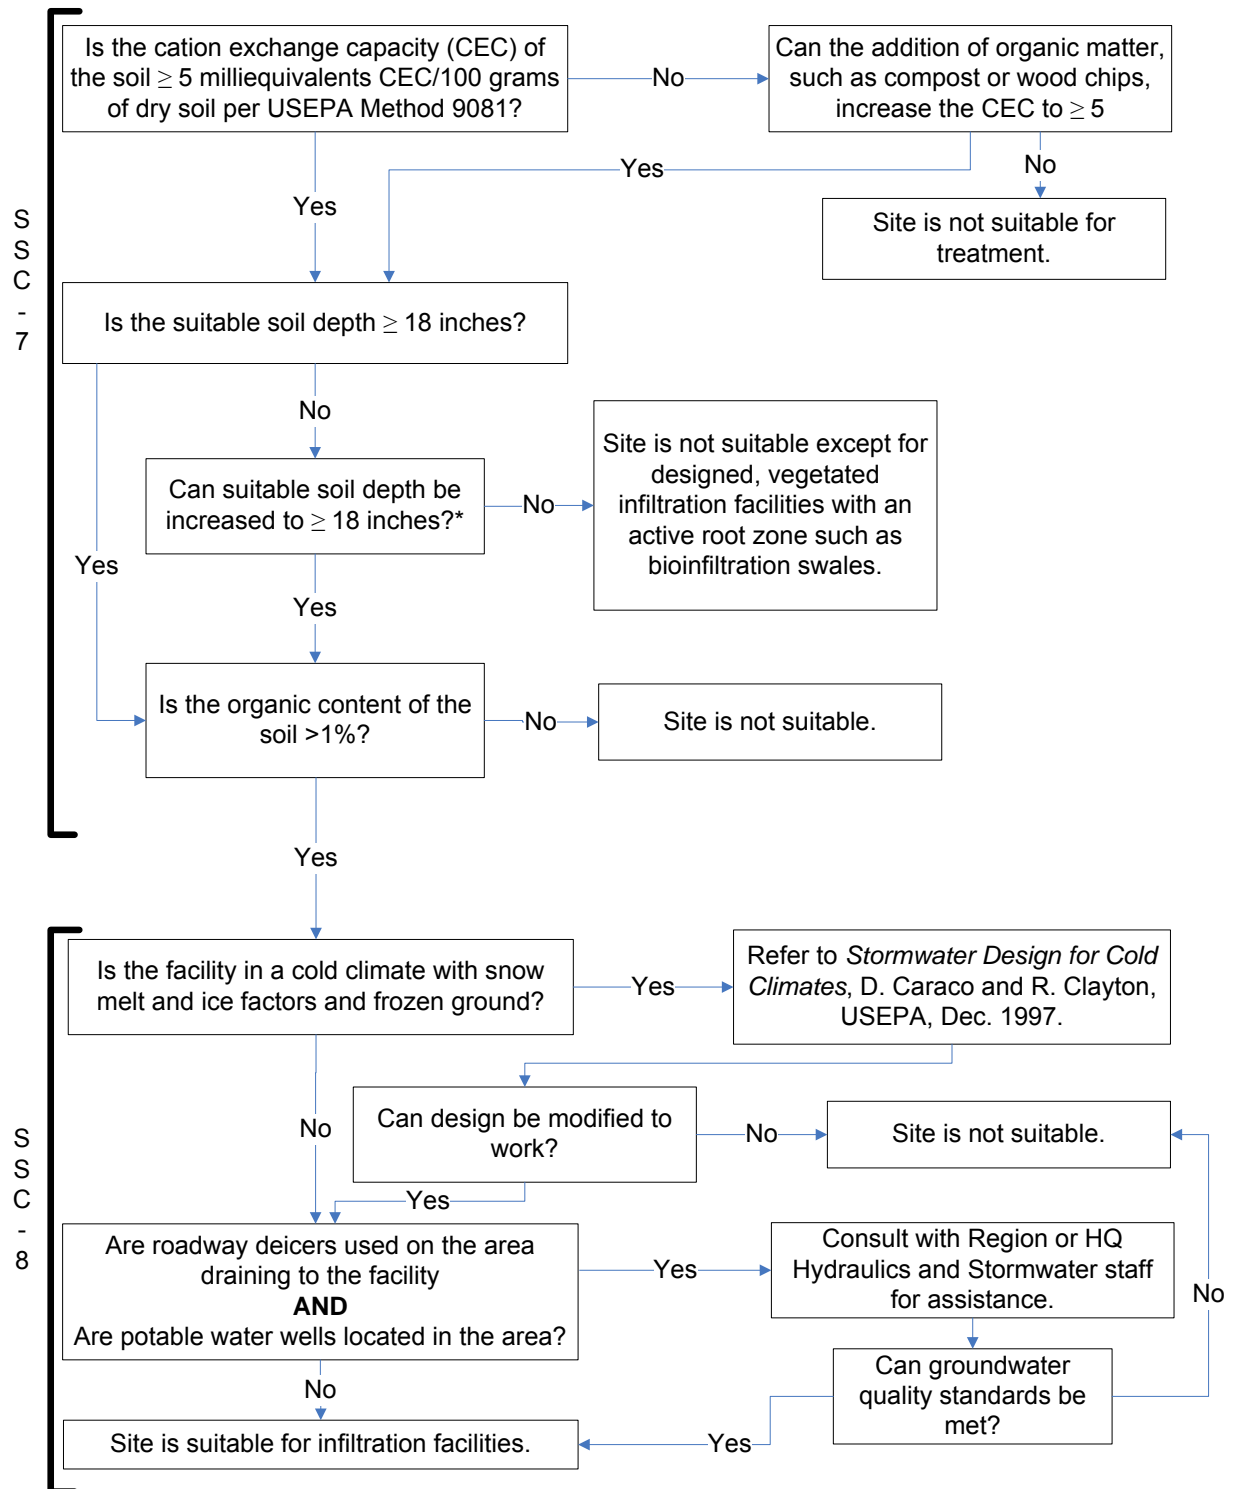 Is the cation exchange capacity (CEC) of
the soil ≥ 5 milliequivalents CEC/100 grams
of dry soil per USEPA Method 9081?
No
Can the addition of organic matter,
such as compost or wood chips,
increase the CEC to ≥ 5
Yes
Yes
No
Site is not suitable for
treatment.
S
S
C
-
7
Is the suitable soil depth ≥ 18 inches?
No
Yes
Can suitable soil depth be
increased to ≥ 18 inches?*
No
Site is not suitable except for
designed, vegetated
infiltration facilities with an
active root zone such as
bioinfiltration swales.
Yes
Is the organic content of the
soil >1%?
No
Site is not suitable.
Yes
Is the facility in a cold climate with snow
melt and ice factors and frozen ground?
Yes
Refer to Stormwater Design for Cold
Climates, D. Caraco and R. Clayton,
USEPA, Dec. 1997.
No
Can design be modified to
work?
No
Site is not suitable.
Yes
S
S
C
-
8
Are roadway deicers used on the area
draining to the facility
AND
Are potable water wells located in the area?
Yes
Consult with Region or HQ
Hydraulics and Stormwater staff
for assistance.
No
Can groundwater
quality standards be
met?
No
Yes
Site is suitable for infiltration facilities.